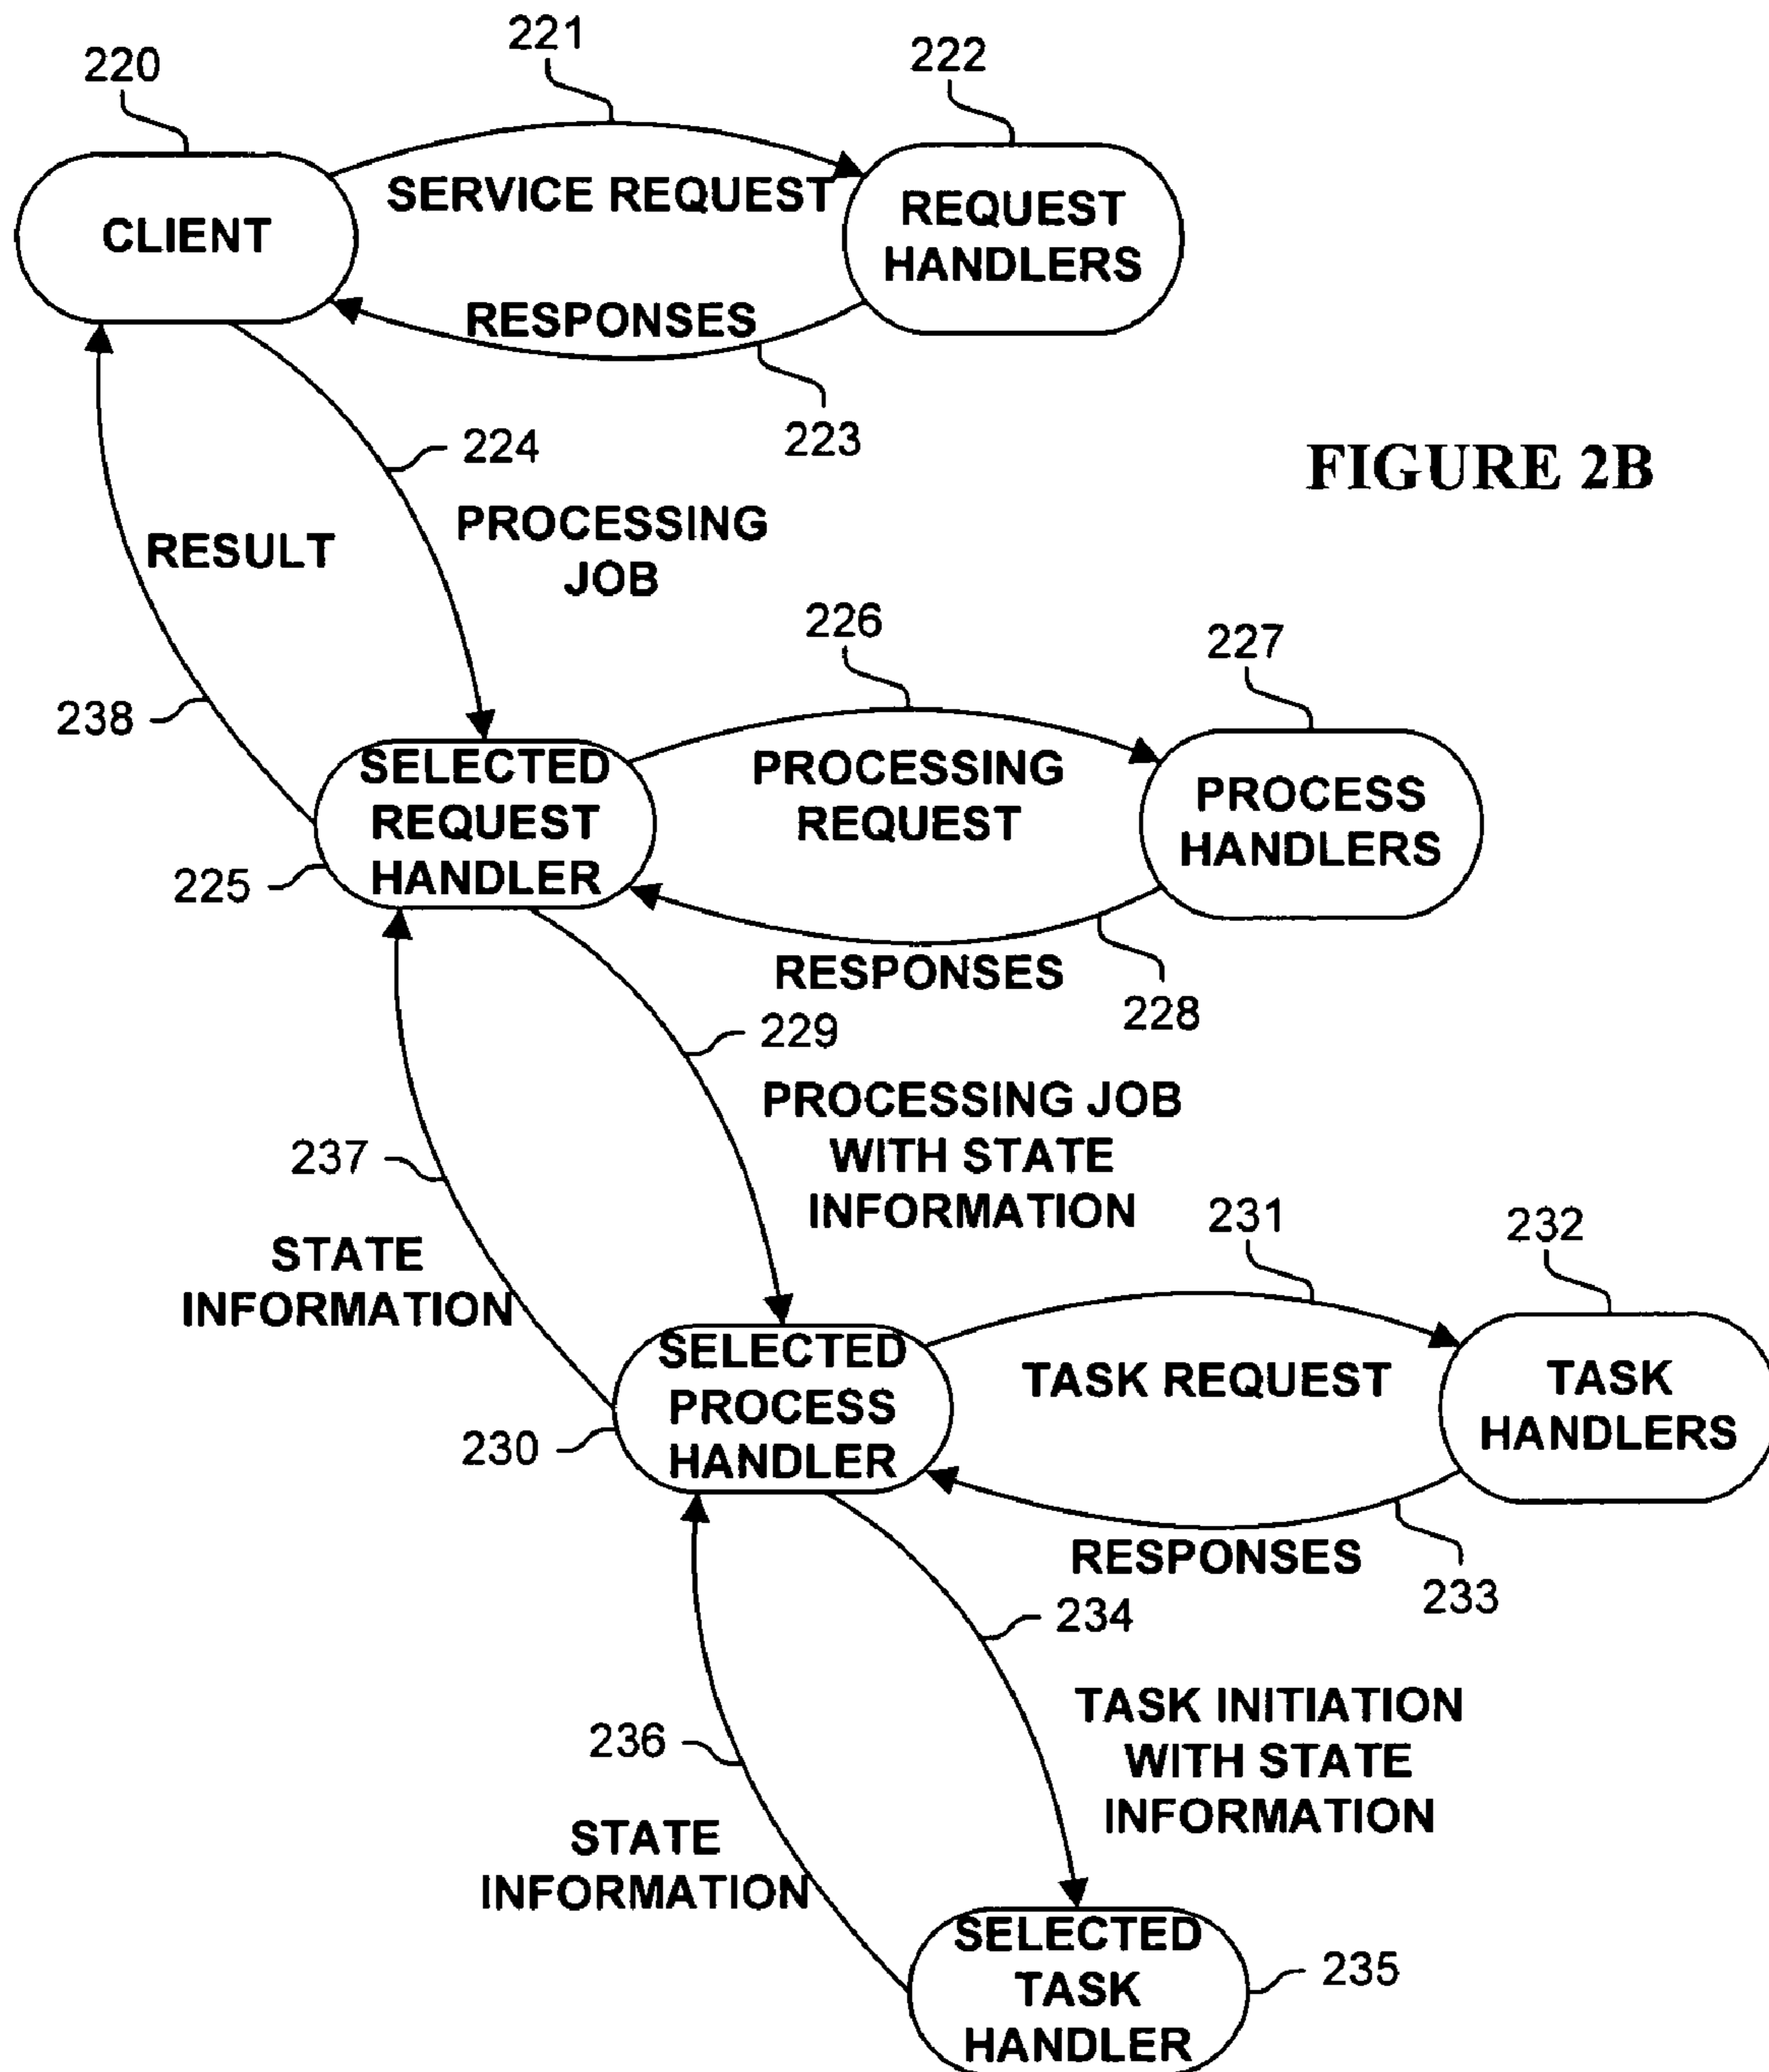 221
220
222
SERVICE REQUEST
CLIENT
REQUEST
HANDLERS
RESPONSES
223
224
FIGURE 2B
PROCESSING
JOB
RESULT
226
227
238
SELECTED
REQUEST
HANDLER
PROCESSING
REQUEST
PROCESS
HANDLERS
225
RESPONSES
228
229
PROCESSING JOB
WITH STATE
INFORMATION
237
231
232
STATE
INFORMATION
SELECTED
PROCESS
HANDLER
TASK REQUEST
TASK
HANDLERS
230
RESPONSES
233
234
TASK INITIATION
WITH STATE
INFORMATION
236
STATE
INFORMATION
SELECTED
TASK
HANDLER
235